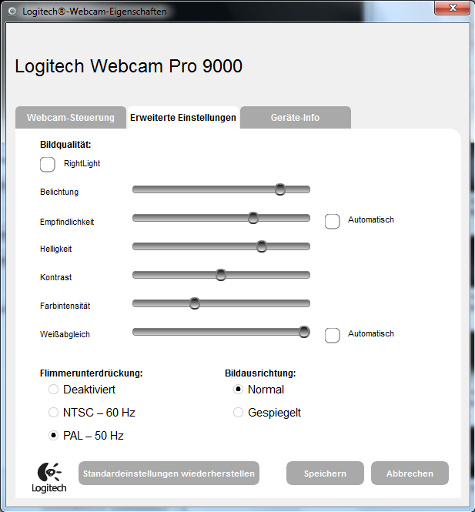 Logitech®-Webcam-Eigenschaften
Logitech Webcam Pro 9000
Webcam-Steuerung Erweiterte Einstellungen Geräte-Info
Bildqualität:
RightLight
Belichtung
Empfindlichkeit Automatisch
Helligkeit
Kontrast
Farbintensität
Weißabgleich Automatisch
Flimmerunterdrückung: Bildausrichtung:
Deaktiviert Normal
NTSC – 60 Hz Gespiegelt
PAL – 50 Hz
Logitech Standardeinstellungen wiederherstellen Speichern Abbrechen